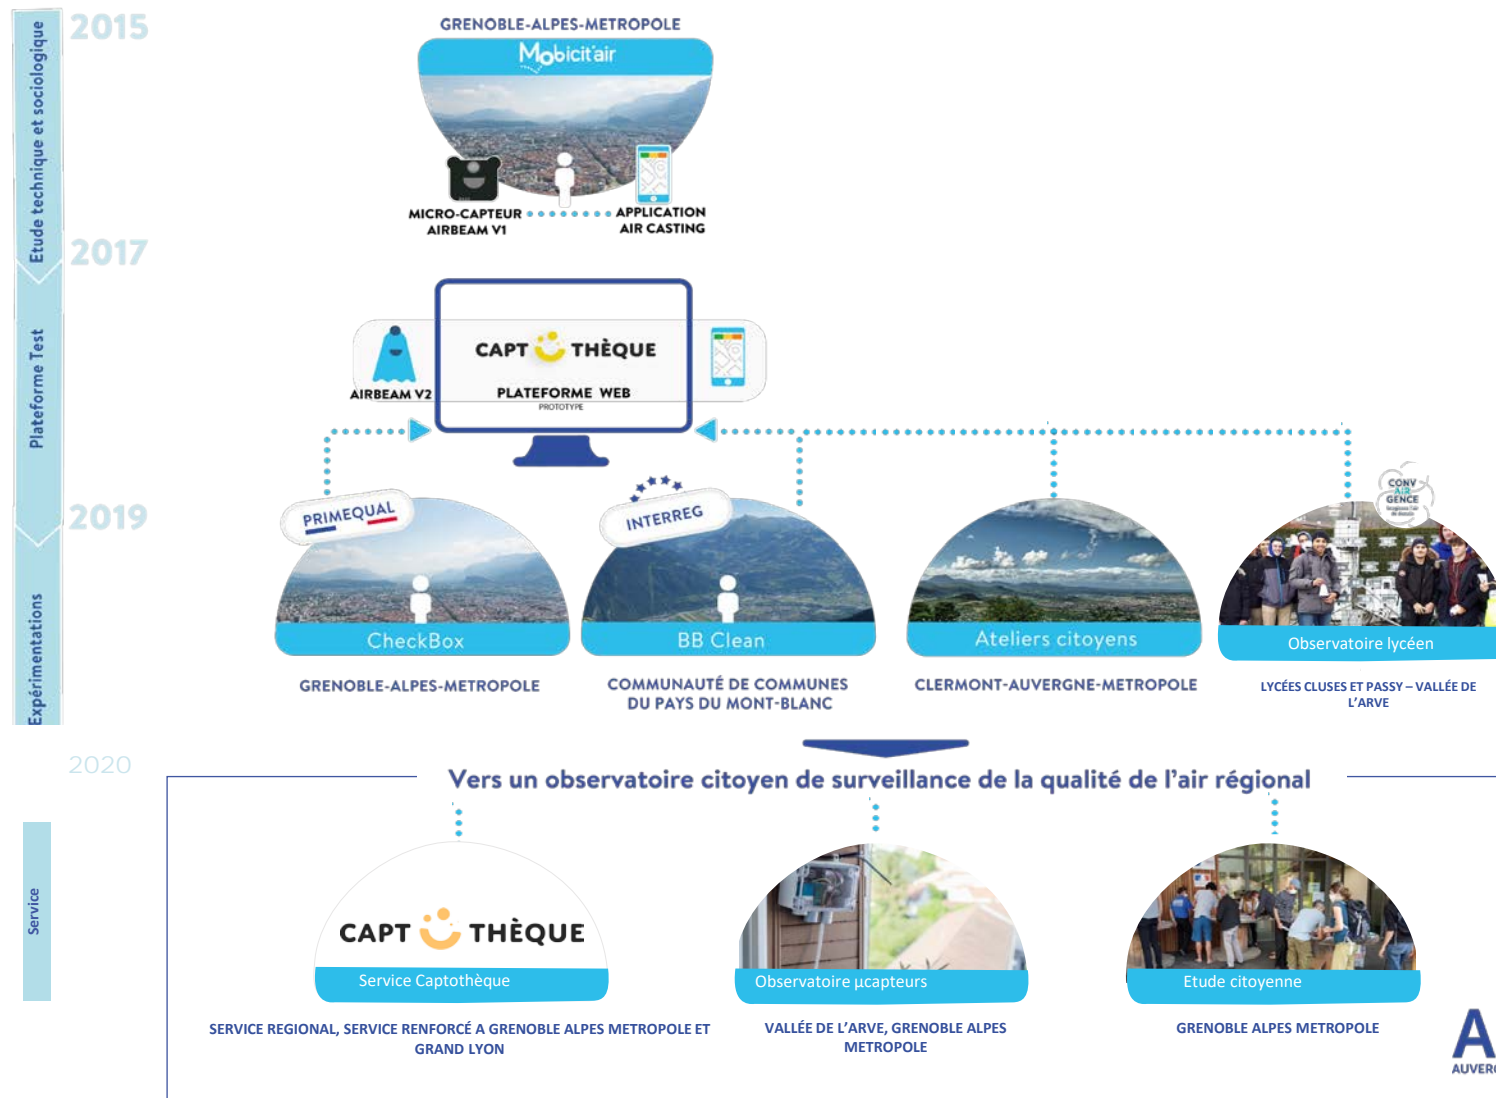 2015
Etude technique et sociologique
GRENOBLE-ALPES-METROPOLE
Mobicit'air
MICRO-CAPTEUR
AIRBEAM V1
APPLICATION
AIR CASTING
2017
Plateforme Test
CAPT THÈQUE
AIRBEAM V2
PLATEFORME WEB
PROTOTYPE
2019
Expérimentations
PRIMEQUAL
CheckBox
GRENOBLE-ALPES-METROPOLE
INTERREG
BB Clean
COMMUNAUTÉ DE COMMUNES
DU PAYS DU MONT-BLANC
Ateliers citoyens
CLERMONT-AUVERGNE-METROPOLE
CONV
AIR
GENCE
Observatoire lycéen
LYCÉES CLUSES ET PASSY – VALLÉE DE
L'ARVE
2020
Vers un observatoire citoyen de surveillance de la qualité de l'air régional
Service
CAPT THÈQUE
Service Captothèque
SERVICE REGIONAL, SERVICE RENFORCÉ A GRENOBLE ALPES METROPOLE ET
GRAND LYON
Observatoire µcapteurs
VALLÉE DE L'ARVE, GRENOBLE ALPES
METROPOLE
Etude citoyenne
GRENOBLE ALPES METROPOLE
A
AUVERG